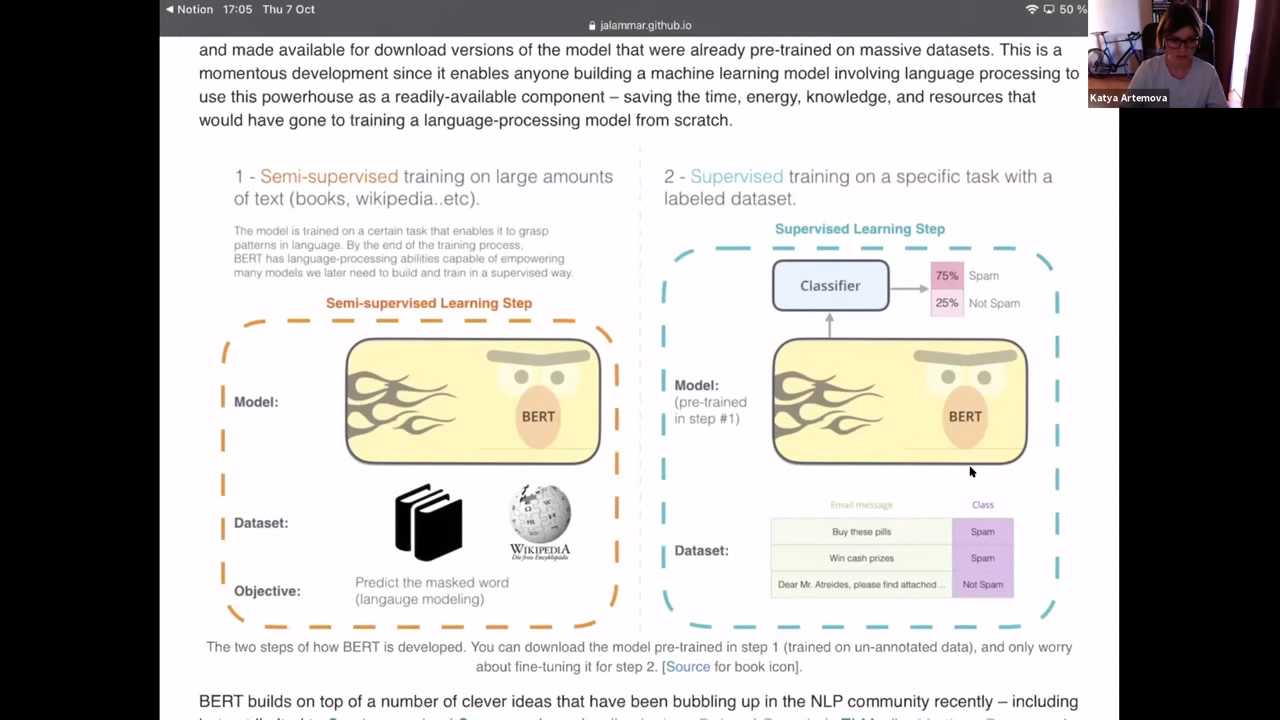 Notion 17:05 Thu 7 Oct
50 %
jalammar.github.io
Katya Artemova
and made available for download versions of the model that were already pre-trained on massive datasets. This is a
momentous development since it enables anyone building a machine learning model involving language processing to
use this powerhouse as a readily-available component – saving the time, energy, knowledge, and resources that
would have gone to training a language-processing model from scratch.
1 - Semi-supervised training on large amounts
of text (books, wikipedia..etc).
The model is trained on a certain task that enables it to grasp
patterns in language. By the end of the training process,
BERT has language-processing abilities capable of empowering
many models we later need to build and train in a supervised way.
Semi-supervised Learning Step
Model:
BERT
Dataset:
WIKIPEDIA
Die freie Enzyklopädie
Objective:
Predict the masked word
(langauge modeling)
2 - Supervised training on a specific task with a
labeled dataset.
Supervised Learning Step
Classifier
75% Spam
25% Not Spam
Model:
(pre-trained
in step #1)
BERT
Dataset:
Email message Class
Buy these pills Spam
Win cash prizes Spam
Dear Mr. Atreides, please find attached... Not Spam
The two steps of how BERT is developed. You can download the model pre-trained in step 1 (trained on un-annotated data), and only worry
about fine-tuning it for step 2. [Source for book icon].
BERT builds on top of a number of clever ideas that have been bubbling up in the NLP community recently – including